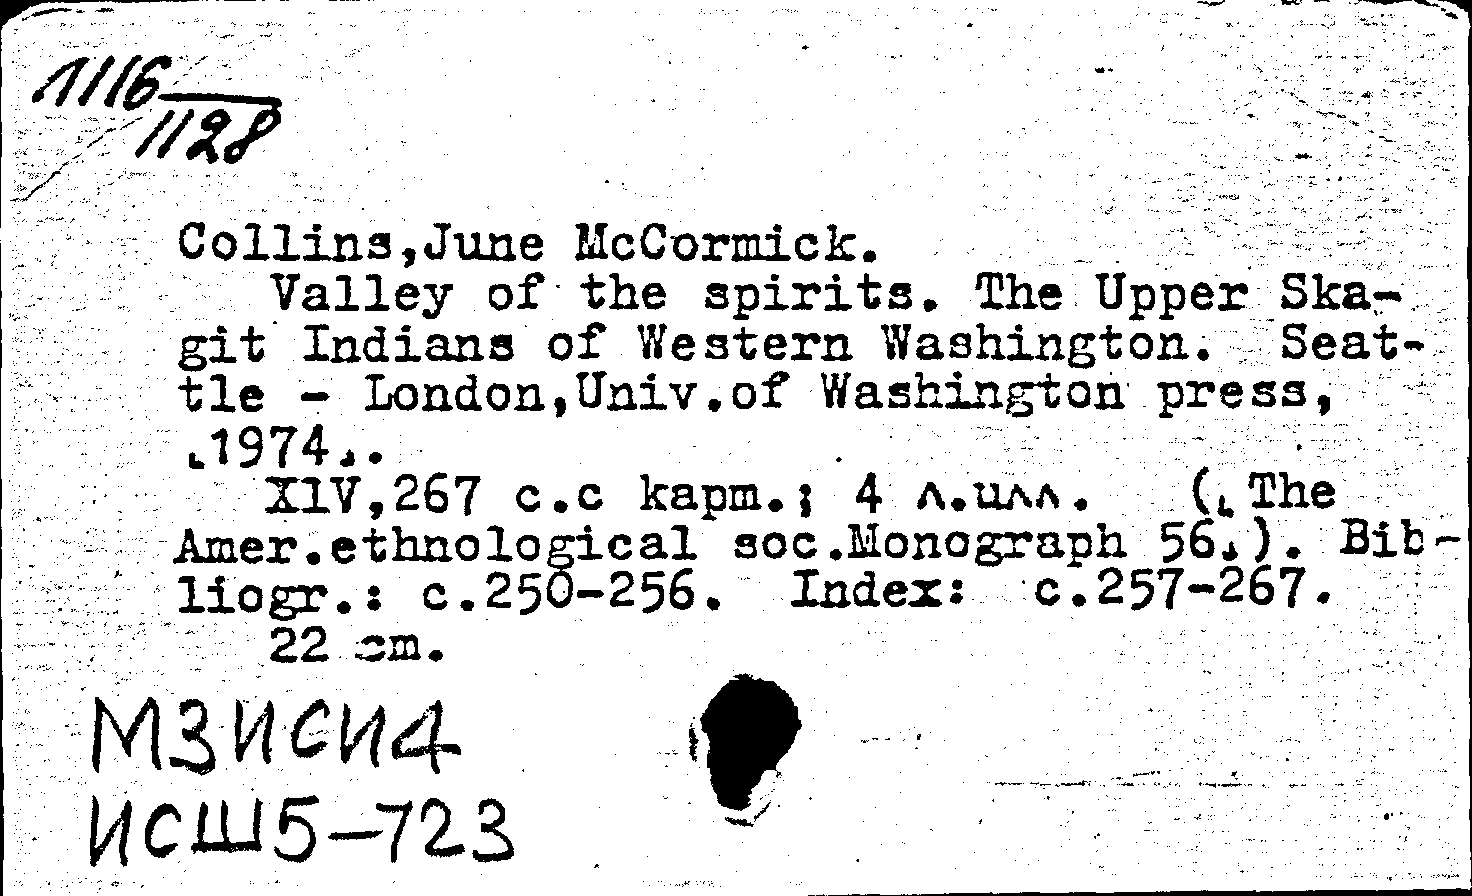 1116
1128
Collins,June McCormick.
Valley of the spirits. The Upper Ska-
git Indians of Western Washington. Seat-
tle - London,Univ.of Washington press,
[1974].
X1V,267 с.с карт.; 4 л.илл. ([The
Amer.ethnological soc.Monograph 56.]). Bib-
liogr.: c.250-256. Index: c.257-267.
22 cm.
МЗИСИ4
ИСШ5-723